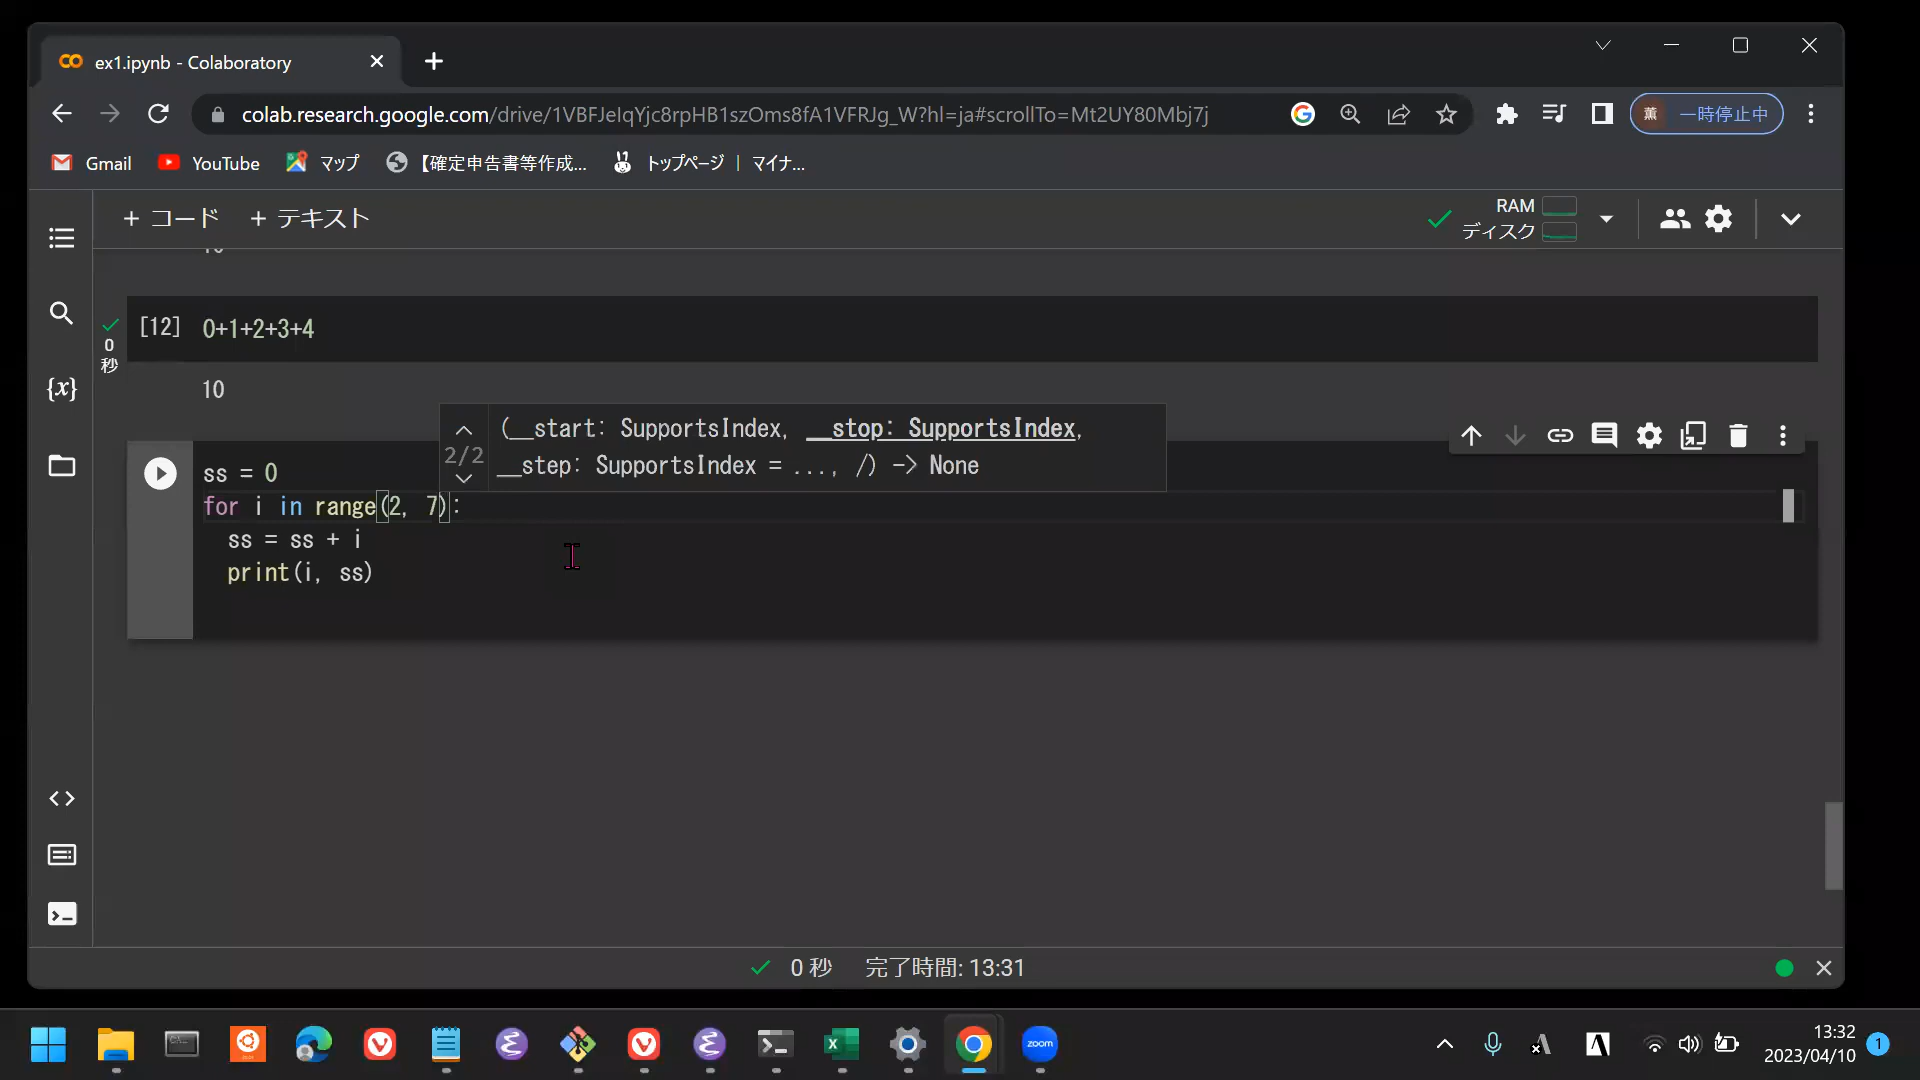 ex1.ipynb - Colaboratory
colab.research.google.com/drive/1VBFJeIqYjc8rpHB1szOms8fA1VFRJg_W?hl=ja#scrollTo=Mt2UY80Mbj7j
薫 一時停止中
Gmail YouTube マップ 【確定申告書等作成... トップページ | マイナ...
+ コード + テキスト
RAM
ディスク
[12] 0+1+2+3+4
0
秒
10
(__start: SupportsIndex, __stop: SupportsIndex,
2/2
__step: SupportsIndex = ..., /) -> None
ss = 0
for i in range(2, 7):
ss = ss + i
print(i, ss)
0 秒 完了時間: 13:31
zoom
A
13:32
2023/04/10
1